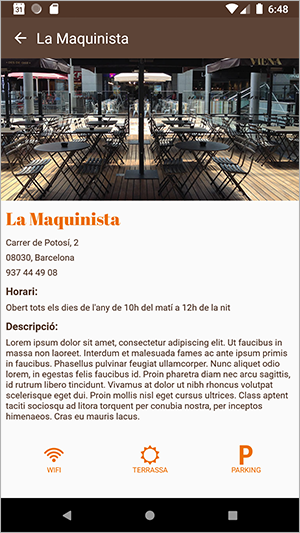 31
6:48
La Maquinista
VIENA
La Maquinista
Carrer de Potosí, 2
08030, Barcelona
937 44 49 08
Horari:
Obert tots els dies de l'any de 10h del matí a 12h de la nit
Descripció:
Lorem ipsum dolor sit amet, consectetur adipiscing elit. Ut faucibus in
massa non laoreet. Interdum et malesuada fames ac ante ipsum primis
in faucibus. Phasellus pulvinar feugiat ullamcorper. Nunc aliquet odio
lorem, in egestas felis faucibus id. Proin pharetra diam nec arcu sagittis,
id rutrum libero tincidunt. Vivamus at dolor ut nibh rhoncus volutpat
scelerisque eget dui. Proin mollis nisl eget cursus ultrices. Class aptent
taciti sociosqu ad litora torquent per conubia nostra, per inceptos
himenaeos. Cras eu mauris lacus.
P
WIFI TERRASSA PARKING